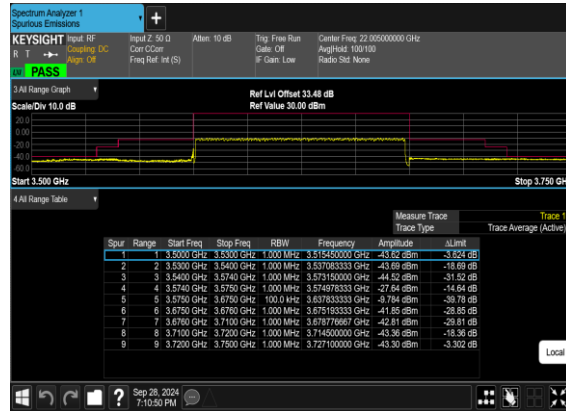 Spectrum Analyzer 1
Spurious Emissions
+
KEYSIGHT Input: RF Input Z: 50 Ω Atten: 10 dB Trig: Free Run Center Freq: 22.005000000 GHz
R T Coupling: DC Corr CCorr Gate: Off Avg|Hold: 100/100
Align: Off Freq Ref: Int (S) IF Gain: Low Radio Std: None
PASS
3 All Range Graph
Ref Lvl Offset 33.48 dB
Scale/Div 10.0 dB Ref Value 30.00 dBm
20.0
0.00
-20.0
-40.0
-60.0
Start 3.500 GHz Stop 3.750 GH
4 All Range Table
Measure Trace Trace 1
Trace Type Trace Average (Active)
Spur Range Start Freq Stop Freq RBW Frequency Amplitude ΔLimit
1 1 3.5000 GHz 3.5300 GHz 1.000 MHz 3.515450000 GHz -43.62 dBm -3.624 dB
2 2 3.5300 GHz 3.5400 GHz 1.000 MHz 3.537083333 GHz -44.69 dBm -18.69 dB
3 3 3.5400 GHz 3.5740 GHz 1.000 MHz 3.573150000 GHz -44.52 dBm -31.52 dB
4 4 3.5740 GHz 3.5750 GHz 1.000 MHz 3.574978333 GHz -27.64 dBm -14.64 dB
5 5 3.5750 GHz 3.6750 GHz 100.0 kHz 3.637833333 GHz -9.784 dBm -39.78 dB
6 6 3.6750 GHz 3.6760 GHz 1.000 MHz 3.675193333 GHz -41.85 dBm -28.85 dB
7 7 3.6760 GHz 3.7100 GHz 1.000 MHz 3.678776667 GHz -42.81 dBm -29.81 dB
8 8 3.7100 GHz 3.7200 GHz 1.000 MHz 3.714500000 GHz -43.36 dBm -18.36 dB
9 9 3.7200 GHz 3.7500 GHz 1.000 MHz 3.727100000 GHz -43.30 dBm -3.302 dB
Local
? Sep 28, 2024
7:10:50 PM